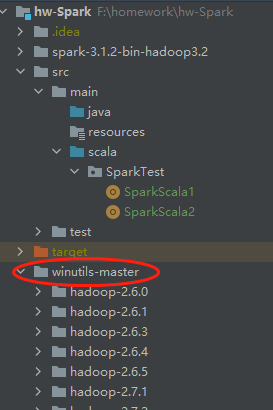 hw-Spark F:\homework\hw-Spark
.idea
spark-3.1.2-bin-hadoop3.2
src
main
java
resources
scala
SparkTest
SparkScala1
SparkScala2
test
target
winutils-master
hadoop-2.6.0
hadoop-2.6.1
hadoop-2.6.3
hadoop-2.6.4
hadoop-2.6.5
hadoop-2.7.1